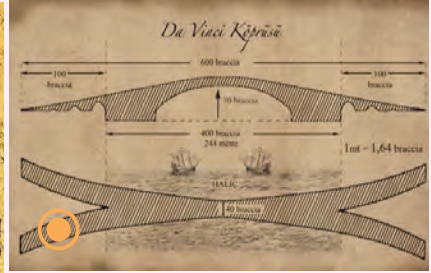 Da Vinci Köprüsü
600 braccia
100
braccia
100
braccia
70 braccia
400 braccia
244 metre
1mt - 1,64 braccia
HALİÇ
40 braccia